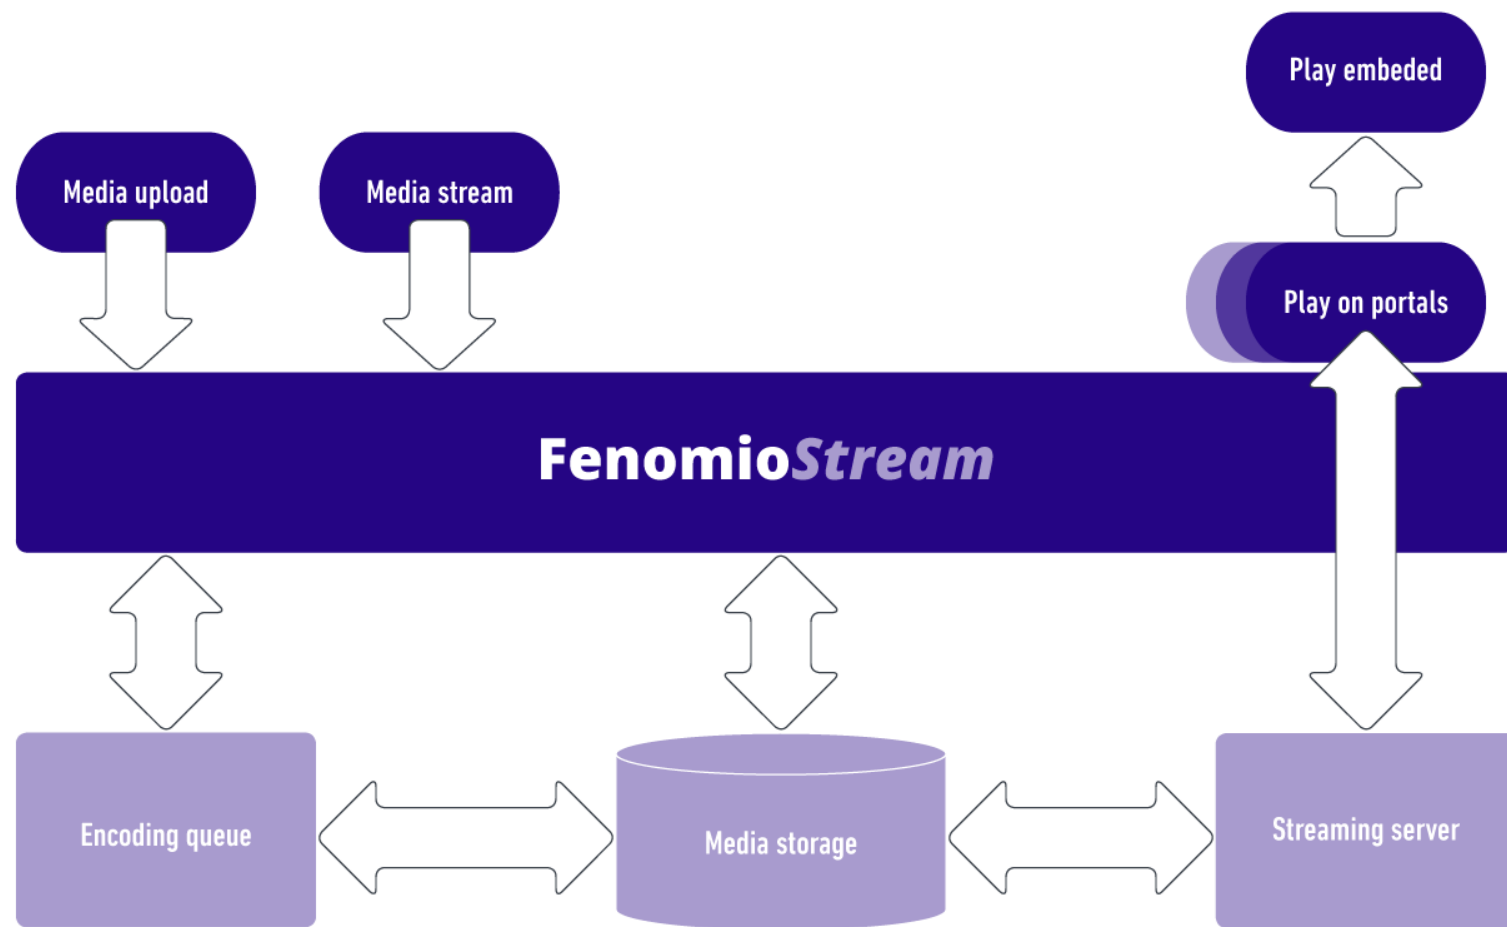 Play embeded
Media upload
Media stream
Play on portals
FenomioStream
Encoding queue
Media storage
Streaming server